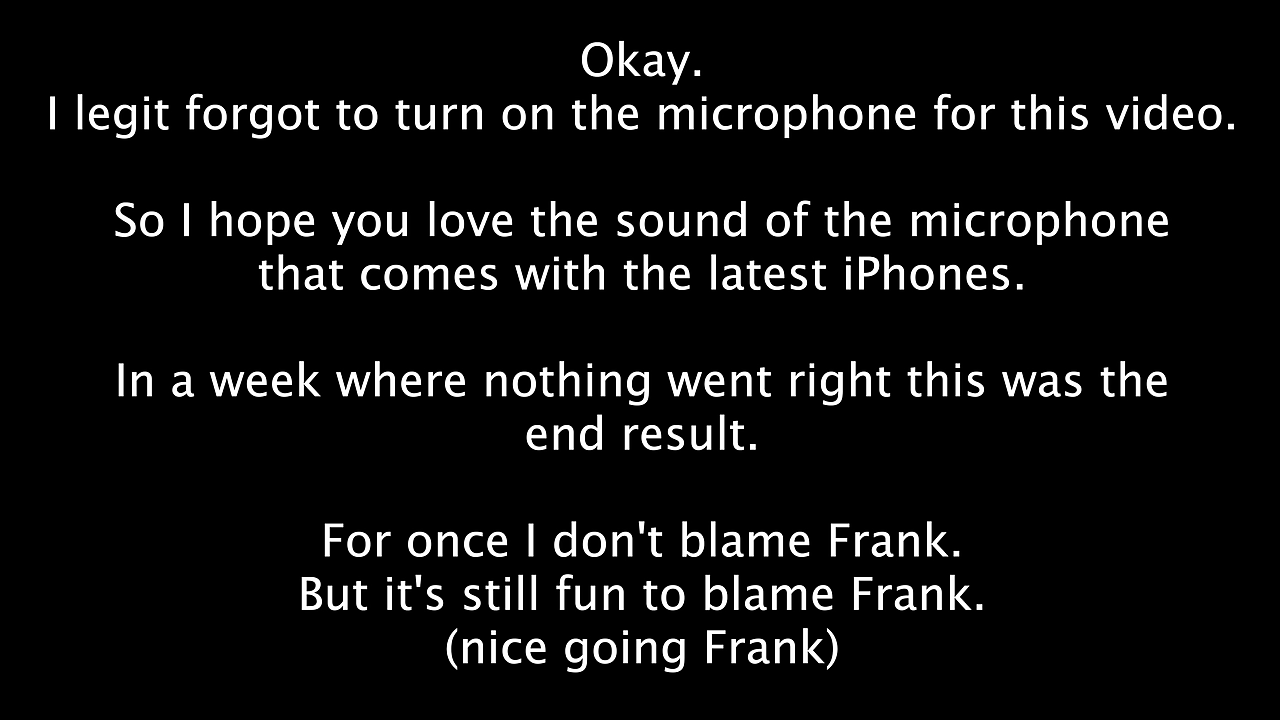 Okay.
I legit forgot to turn on the microphone for this video.
So I hope you love the sound of the microphone
that comes with the latest iPhones.
In a week where nothing went right this was the
end result.
For once I don't blame Frank.
But it's still fun to blame Frank.
(nice going Frank)